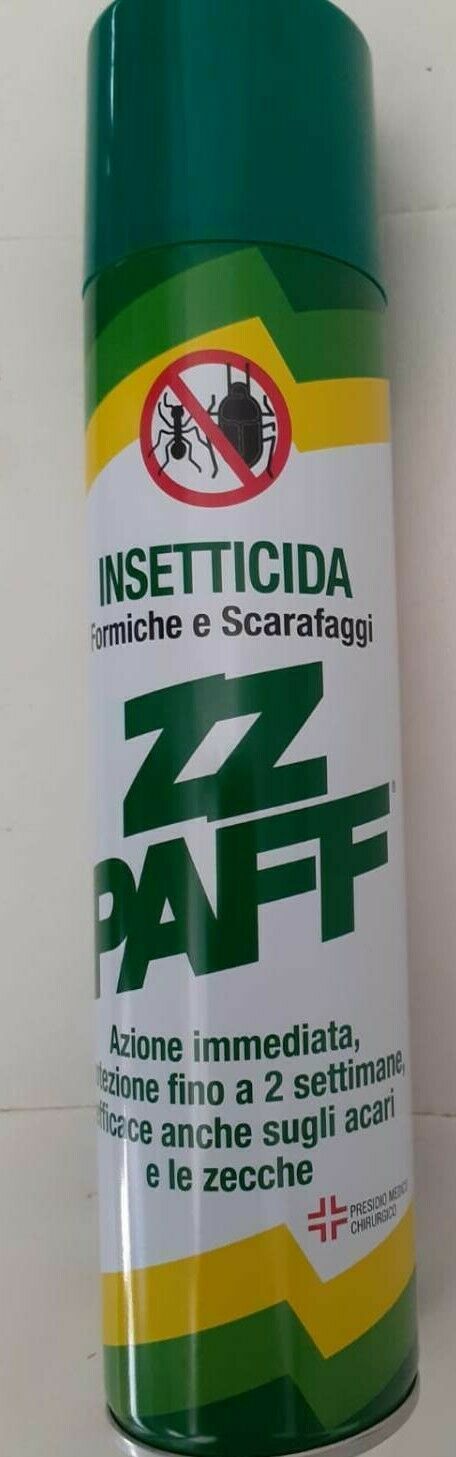 INSETTICIDA
Formiche e Scarafaggi
ZZ
PAFF®
Azione immediata,
tezione fino a 2 settimane,
efficace anche sugli acari
e le zecche
PRESIDIO MEDICO
CHIRURGICO